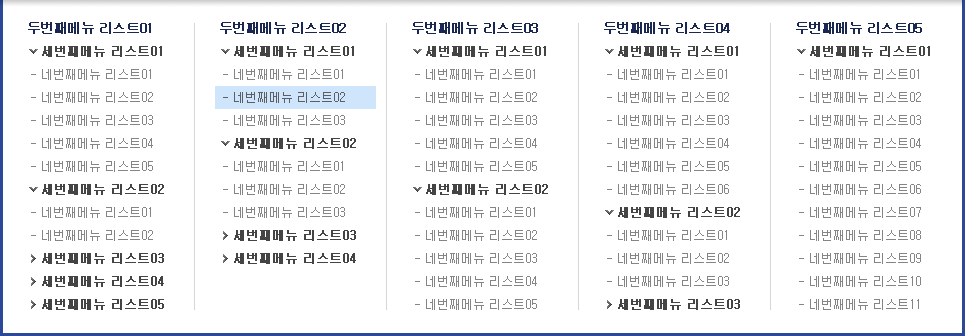 두번째메뉴 리스트01
세번째메뉴 리스트01
- 네번째메뉴 리스트01
- 네번째메뉴 리스트02
- 네번째메뉴 리스트03
- 네번째메뉴 리스트04
- 네번째메뉴 리스트05
세번째메뉴 리스트02
- 네번째메뉴 리스트01
- 네번째메뉴 리스트02
세번째메뉴 리스트03
세번째메뉴 리스트04
세번째메뉴 리스트05
두번째메뉴 리스트02
세번째메뉴 리스트01
- 네번째메뉴 리스트01
- 네번째메뉴 리스트02
- 네번째메뉴 리스트03
세번째메뉴 리스트02
- 네번째메뉴 리스트01
- 네번째메뉴 리스트02
- 네번째메뉴 리스트03
세번째메뉴 리스트03
세번째메뉴 리스트04
두번째메뉴 리스트03
세번째메뉴 리스트01
- 네번째메뉴 리스트01
- 네번째메뉴 리스트02
- 네번째메뉴 리스트03
- 네번째메뉴 리스트04
- 네번째메뉴 리스트05
세번째메뉴 리스트02
- 네번째메뉴 리스트01
- 네번째메뉴 리스트02
- 네번째메뉴 리스트03
- 네번째메뉴 리스트04
- 네번째메뉴 리스트05
두번째메뉴 리스트04
세번째메뉴 리스트01
- 네번째메뉴 리스트01
- 네번째메뉴 리스트02
- 네번째메뉴 리스트03
- 네번째메뉴 리스트04
- 네번째메뉴 리스트05
- 네번째메뉴 리스트06
세번째메뉴 리스트02
- 네번째메뉴 리스트01
- 네번째메뉴 리스트02
- 네번째메뉴 리스트03
세번째메뉴 리스트03
두번째메뉴 리스트05
세번째메뉴 리스트01
- 네번째메뉴 리스트01
- 네번째메뉴 리스트02
- 네번째메뉴 리스트03
- 네번째메뉴 리스트04
- 네번째메뉴 리스트05
- 네번째메뉴 리스트06
- 네번째메뉴 리스트07
- 네번째메뉴 리스트08
- 네번째메뉴 리스트09
- 네번째메뉴 리스트10
- 네번째메뉴 리스트11